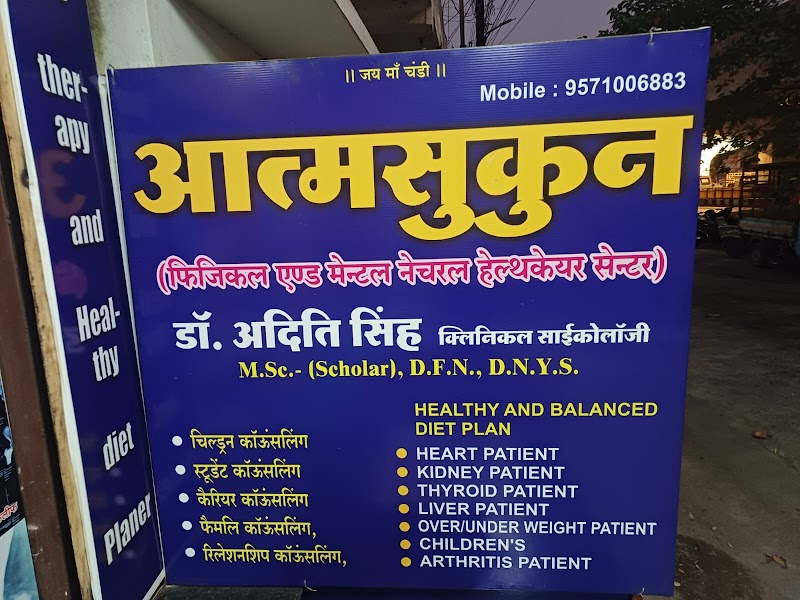 ther-
apy
and
Heal-
thy
diet
Planer
॥ जय माँ चंडी ॥
Mobile : 9571006883
आत्मसुकुन
(फिजिकल एण्ड मेन्टल नेचरल हेल्थकेयर सेन्टर)
डॉ. अदिति सिंह क्लिनिकल साईकोलॉजी
M.Sc.- (Scholar), D.F.N., D.N.Y.S.
चिल्ड्रन कॉऊंसलिंग
स्टूडेंट कॉऊंसलिंग
कैरियर कॉऊंसलिंग
फैमलि कॉऊंसलिंग,
रिलेशनशिप कॉऊंसलिंग,
HEALTHY AND BALANCED
DIET PLAN
HEART PATIENT
KIDNEY PATIENT
THYROID PATIENT
LIVER PATIENT
OVER/UNDER WEIGHT PATIENT
CHILDREN'S
ARTHRITIS PATIENT